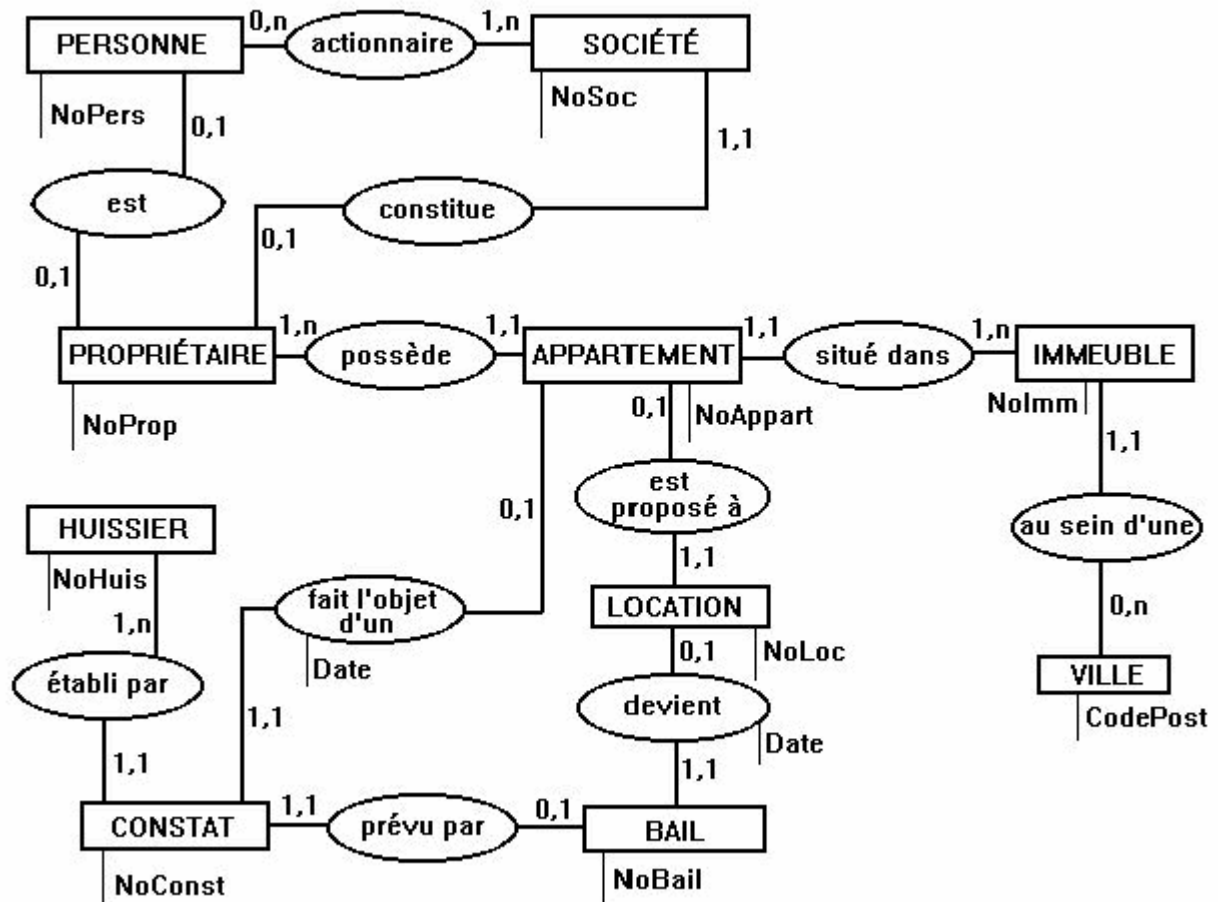 0,n
1,n
PERSONNE
actionnaire
SOCIÉTÉ
NoPers
0,1
NoSoc
1,1
est
constitue
0,1
0,1
1,n
1,1
1,1
1,n
PROPRIÉTAIRE
possède
APPARTEMENT
situé dans
IMMEUBLE
NoProp
0,1
NoAppart
NoImm
1,1
est
proposé à
0,1
HUISSIER
au sein d'une
NoHuis
1,1
fait l'objet
d'un
LOCATION
0,n
1,n
Date
0,1
NoLoc
établi par
VILLE
devient
CodePost
1,1
Date
1,1
1,1
1,1
0,1
CONSTAT
prévu par
BAIL
NoConst
NoBail